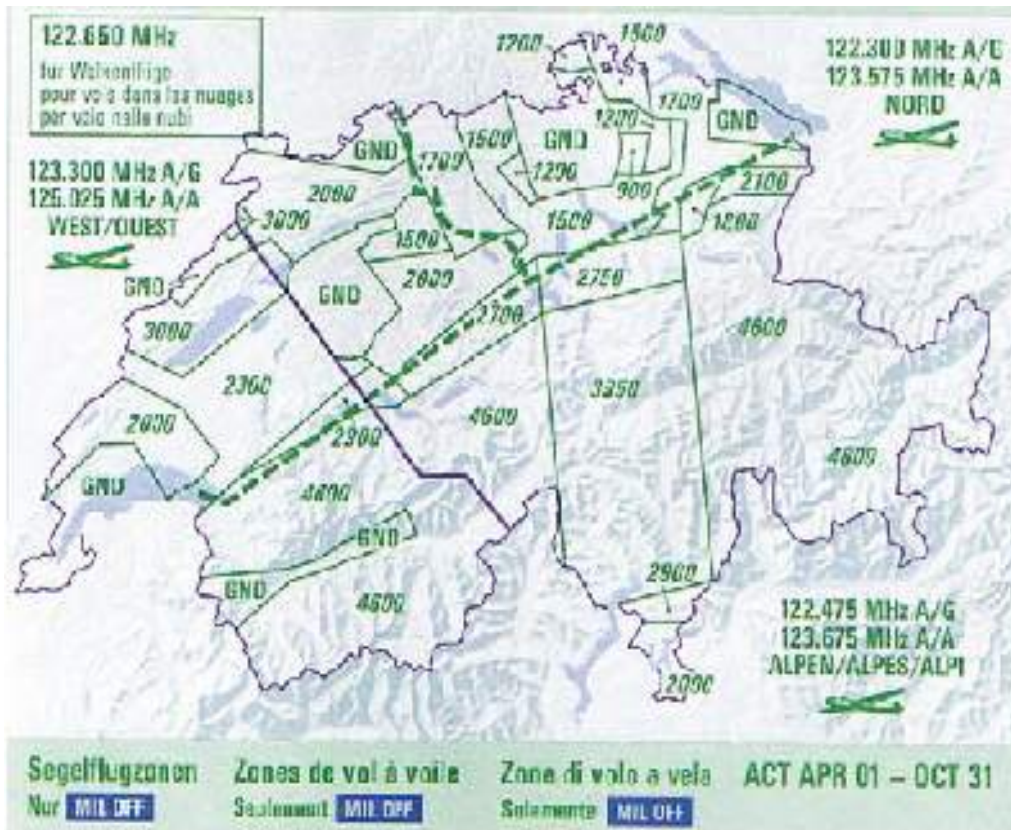 122.650 MHz
für Wolkenflüge
pour vols dans les nuages
per volo nelle nubi
1200
1500
122.300 MHz A/G
123.575 MHz A/A
NORD
123.300 MHz A/G
125.025 MHz A/A
WEST/OUEST
GND
1700
1500
GND
1200
1700
GND
1200
900
2000
3000
1500
2100
1800
1500
2000
GND
2700
2750
GND
3000
4600
2300
3350
2900
4600
2000
GND
4600
4600
GND
GND
4600
2900
2000
122.475 MHz A/G
123.675 MHz A/A
ALPEN/ALPES/ALPI
Segelflugzonen
Nur MIL OFF
Zones de vol à voile
Seulement MIL OFF
Zone di volo a vela
Solamente MIL OFF
ACT APR 01 – OCT 31